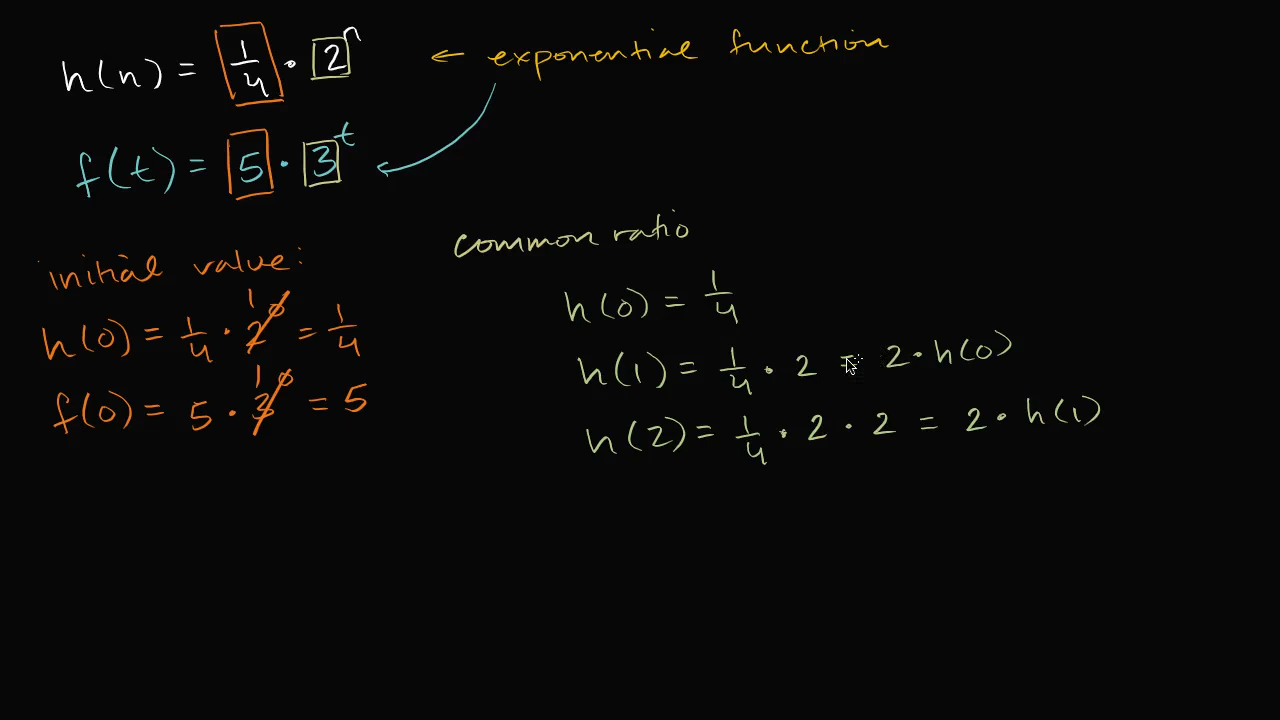 h(n) = 1/4 · 2^n ← exponential function
f(t) = 5 · 3^t
initial value:
h(0) = 1/4 · 2^0 1 = 1/4
f(0) = 5 · 3^0 1 = 5
common ratio
h(0) = 1/4
h(1) = 1/4 · 2 = 2 · h(0)
h(2) = 1/4 · 2 · 2 = 2 · h(1)